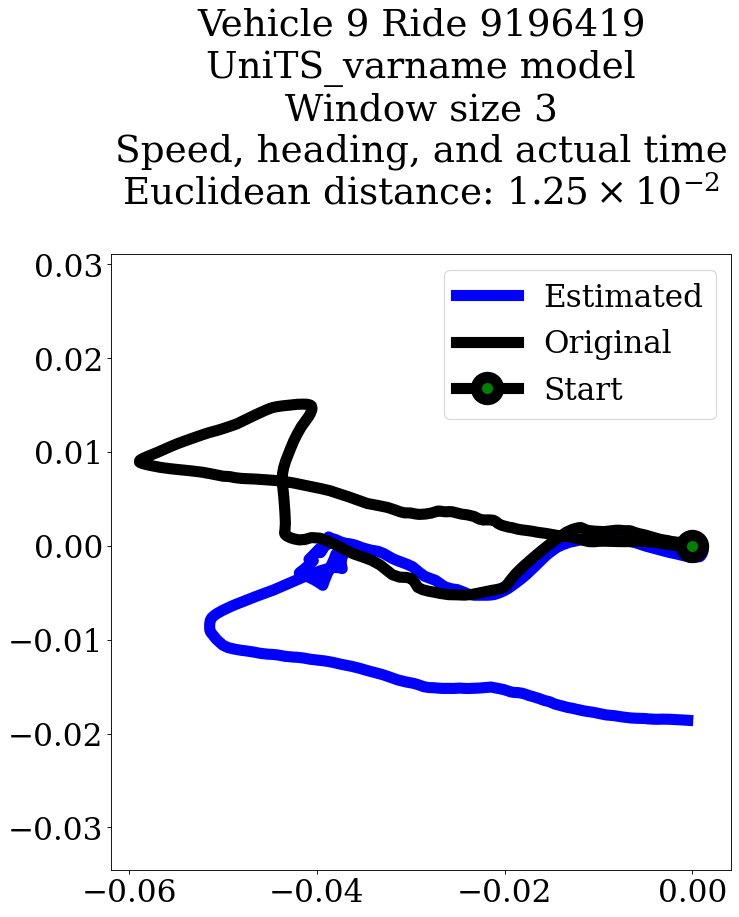 Vehicle 9 Ride 9196419
UniTS_varname model
Window size 3
Speed, heading, and actual time
Euclidean distance: 1.25 × 10⁻²
0.03
0.02
0.01
0.00
−0.01
−0.02
−0.03
Estimated
Original
Start
−0.06
−0.04
−0.02
0.00